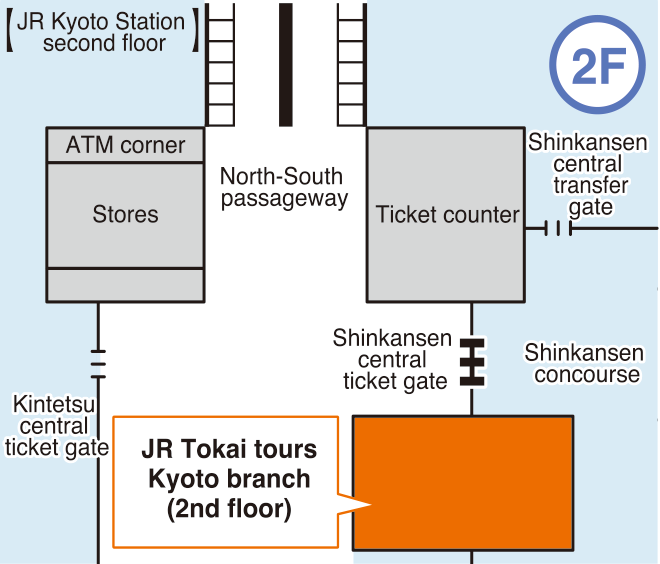 【JR Kyoto Station
second floor】
2F
ATM corner
Stores
North-South
passageway
Ticket counter
Shinkansen
central
transfer
gate
Shinkansen
central
ticket gate
Shinkansen
concourse
Kintetsu
central
ticket gate
JR Tokai tours
Kyoto branch
(2nd floor)